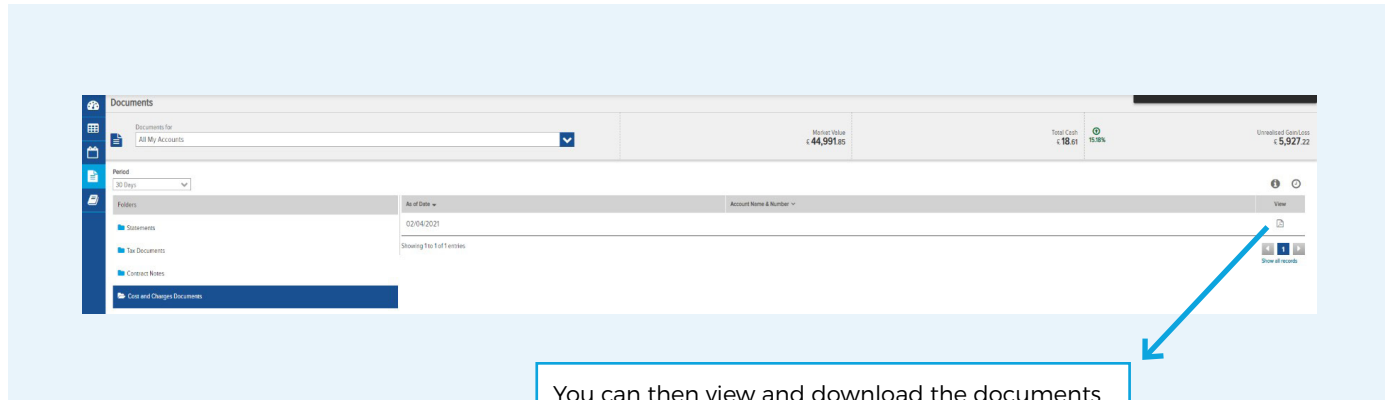 Documents
Documents for
All My Accounts
Market Value
£ 44,991.85
Total Cash
£ 18.61
15.18%
Unrealised Gain/Loss
£ 5,927.22
Period
30 Days
Folders
As of Date
Account Name & Number
View
Statements
02/04/2021
Tax Documents
Showing 1 to 1 of 1 entries
1
Show all records
Contract Notes
Cost and Charges Documents
You can then view and download the documents